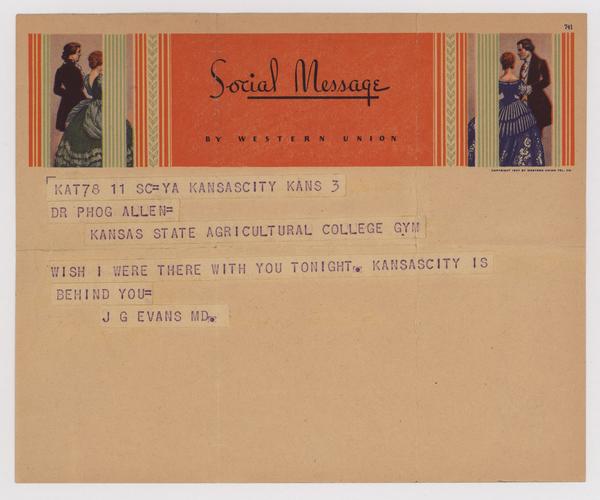 741
Social Message
BY WESTERN UNION
KAT78 11 SC=YA KANSASCITY KANS 3
DR PHOG ALLEN=
KANSAS STATE AGRICULTURAL COLLEGE GYM
WISH I WERE THERE WITH YOU TONIGHT. KANSASCITY IS
BEHIND YOU=
J G EVANS MD.